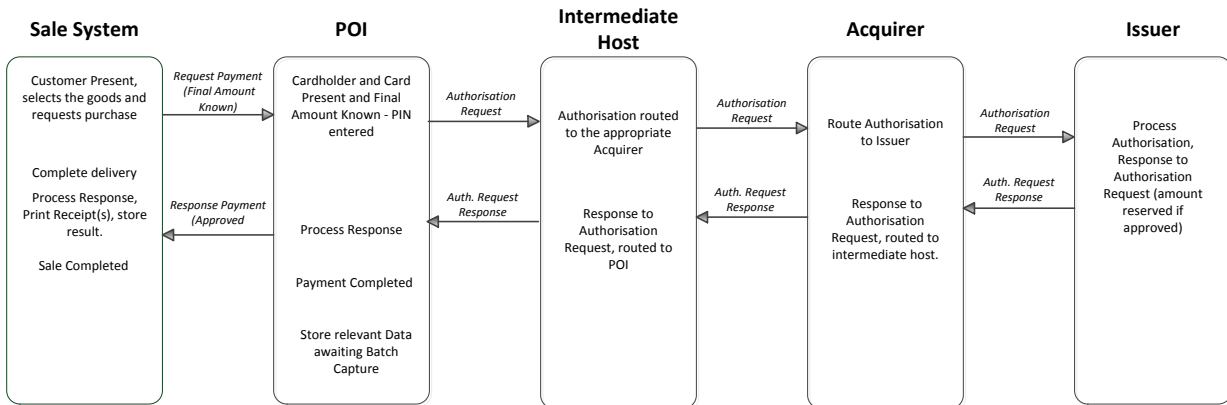 Sale System
POI
Intermediate
Host
Acquirer
Issuer
Customer Present,
selects the goods and
requests purchase
Complete delivery
Process Response,
Print Receipt(s), store
result.
Sale Completed
Request Payment
(Final Amount
Known)
Response Payment
(Approved
Cardholder and Card
Present and Final
Amount Known - PIN
entered
Process Response
Payment Completed
Store relevant Data
awaiting Batch
Capture
Authorisation
Request
Auth. Request
Response
Authorisation routed
to the appropriate
Acquirer
Response to
Authorisation
Request, routed to
POI
Authorisation
Request
Auth. Request
Response
Route Authorisation
to Issuer
Response to
Authorisation
Request, routed to
intermediate host.
Authorisation
Request
Auth. Request
Response
Process
Authorisation,
Response to
Authorisation
Request (amount
reserved if
approved)